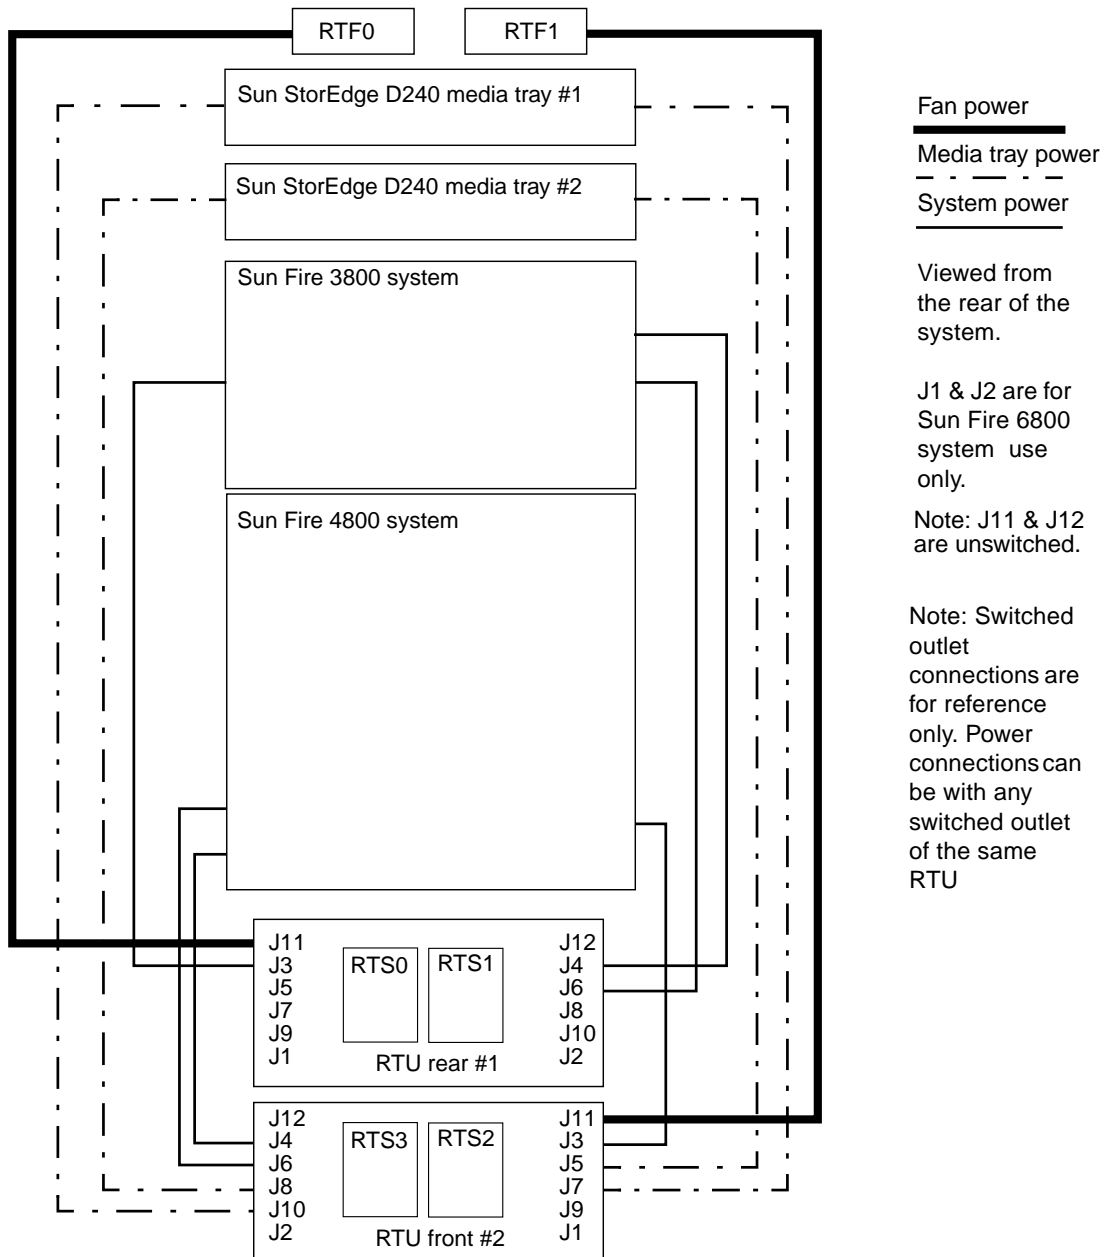 RTF0
RTF1
Sun StorEdge D240 media tray #1
Sun StorEdge D240 media tray #2
Sun Fire 3800 system
Sun Fire 4800 system
J11
J3
J5
J7
J9
J1
RTS0
RTS1
J12
J4
J6
J8
J10
J2
RTU rear #1
J12
J4
J6
J8
J10
J2
RTS3
RTS2
J11
J3
J5
J7
J9
J1
RTU front #2
Fan power
Media tray power
System power
Viewed from
the rear of the
system.
J1 & J2 are for
Sun Fire 6800
system use
only.
Note: J11 & J12
are unswitched.
Note: Switched
outlet
connections are
for reference
only. Power
connections can
be with any
switched outlet
of the same
RTU